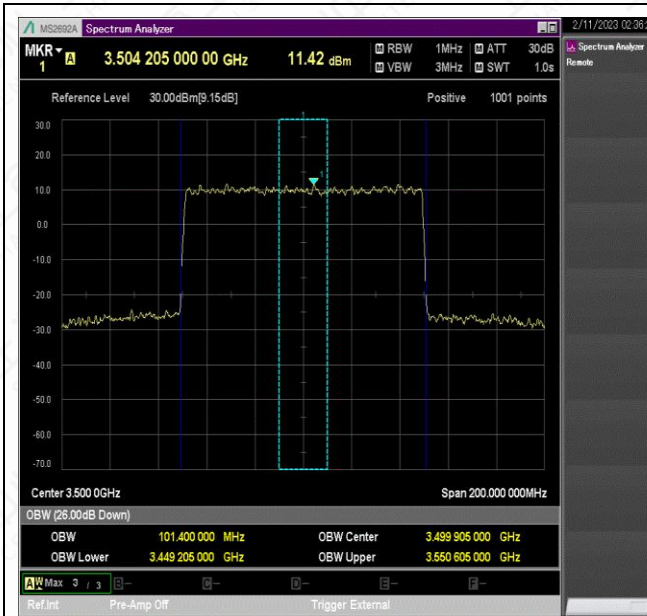 MS2692A Spectrum Analyzer
2/11/2023 02:36:
MKR 1 A 3.504 205 000 00 GHz 11.42 dBm
M RBW 1MHz M ATT 30dB
M VBW 3MHz M SWT 1.0s
Spectrum Analyzer
Remote
Reference Level 30.00dBm[9.15dB] Positive 1001 points
30.0
20.0
10.0
0.0
-10.0
-20.0
-30.0
-40.0
-50.0
-60.0
-70.0
1
Center 3.500 0GHz Span 200.000 000MHz
OBW (26.00dB Down)
OBW 101.400 000 MHz OBW Center 3.499 905 000 GHz
OBW Lower 3.449 205 000 GHz OBW Upper 3.550 605 000 GHz
A W Max 3 / 3 B- C- D- E- F-
Ref.Int Pre-Amp Off Trigger External